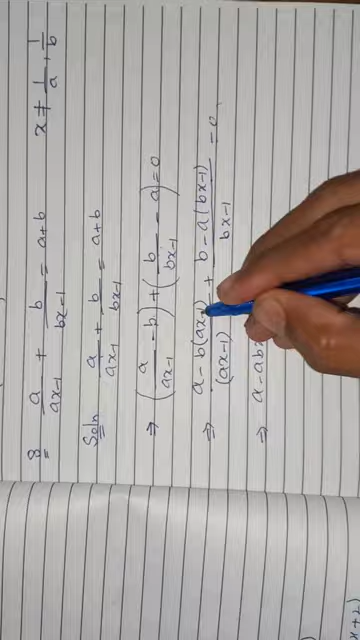 8 a/(ax-1) + b/(bx-1) = a+b x ≠ 1/a, 1/b
Soln a/(ax-1) + b/(bx-1) = a+b
⇒ (a/(ax-1) - b) + (b/(bx-1) - a) = 0
⇒ (a - b(ax-1))/(ax-1) + (b - a(bx-1))/(bx-1) = 0
⇒ a - abx